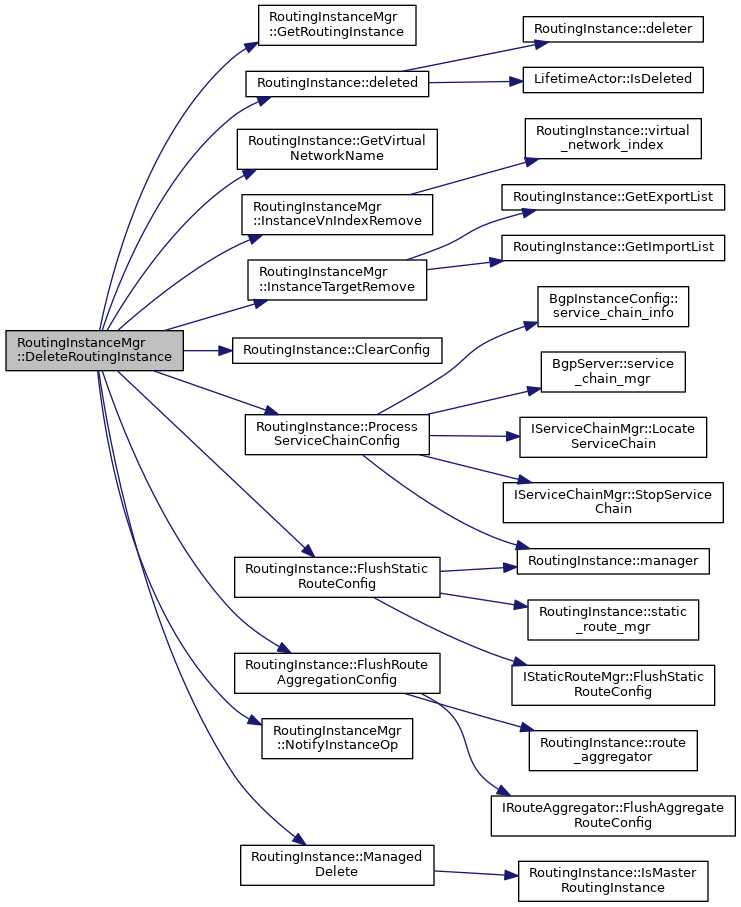 RoutingInstanceMgr
::DeleteRoutingInstance
RoutingInstanceMgr
::GetRoutingInstance
RoutingInstance::deleted
RoutingInstance::deleter
LifetimeActor::IsDeleted
RoutingInstance::GetVirtual
NetworkName
RoutingInstanceMgr
::InstanceVnIndexRemove
RoutingInstance::virtual
_network_index
RoutingInstanceMgr
::InstanceTargetRemove
RoutingInstance::GetExportList
RoutingInstance::GetImportList
RoutingInstance::ClearConfig
RoutingInstance::Process
ServiceChainConfig
BgpInstanceConfig::
service_chain_info
BgpServer::service
_chain_mgr
IServiceChainMgr::Locate
ServiceChain
IServiceChainMgr::StopService
Chain
RoutingInstance::manager
RoutingInstance::FlushStatic
RouteConfig
RoutingInstance::static
_route_mgr
IStaticRouteMgr::FlushStatic
RouteConfig
RoutingInstance::FlushRoute
AggregationConfig
RoutingInstance::route
_aggregator
IRouteAggregator::FlushAggregate
RouteConfig
RoutingInstanceMgr
::NotifyInstanceOp
RoutingInstance::Managed
Delete
RoutingInstance::IsMaster
RoutingInstance